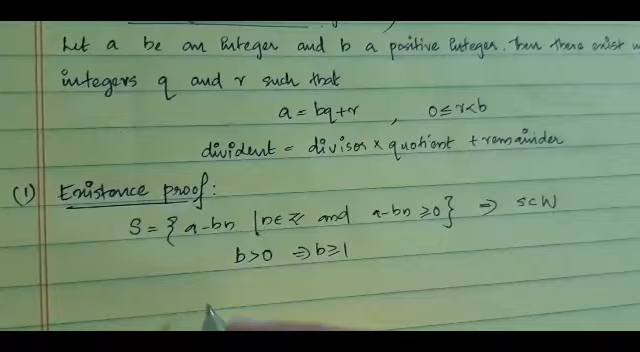 Let a be an integer and b a positive integer, then there exist
integers q and r such that
a = bq + r , 0 ≤ r < b
divident = divisor × quotient + remainder
(1) Existance proof:
S = { a - bn | n ∈ ℤ and a - bn ≥ 0 } ⇒ S ⊂ W
b > 0 ⇒ b ≥ 1